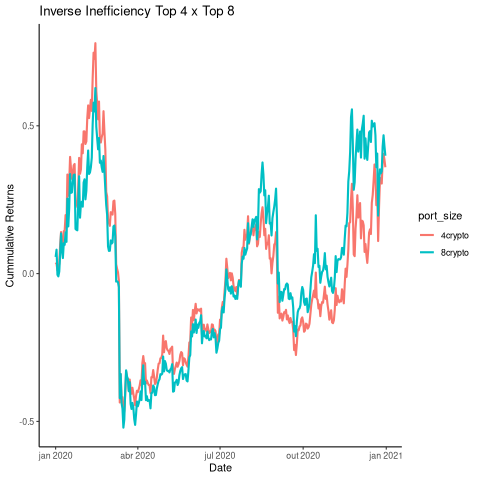 Inverse Inefficiency Top 4 x Top 8
Cummulative Returns
0.5
0.0
-0.5
jan 2020
abr 2020
jul 2020
out 2020
jan 2021
Date
port_size
4crypto
8crypto